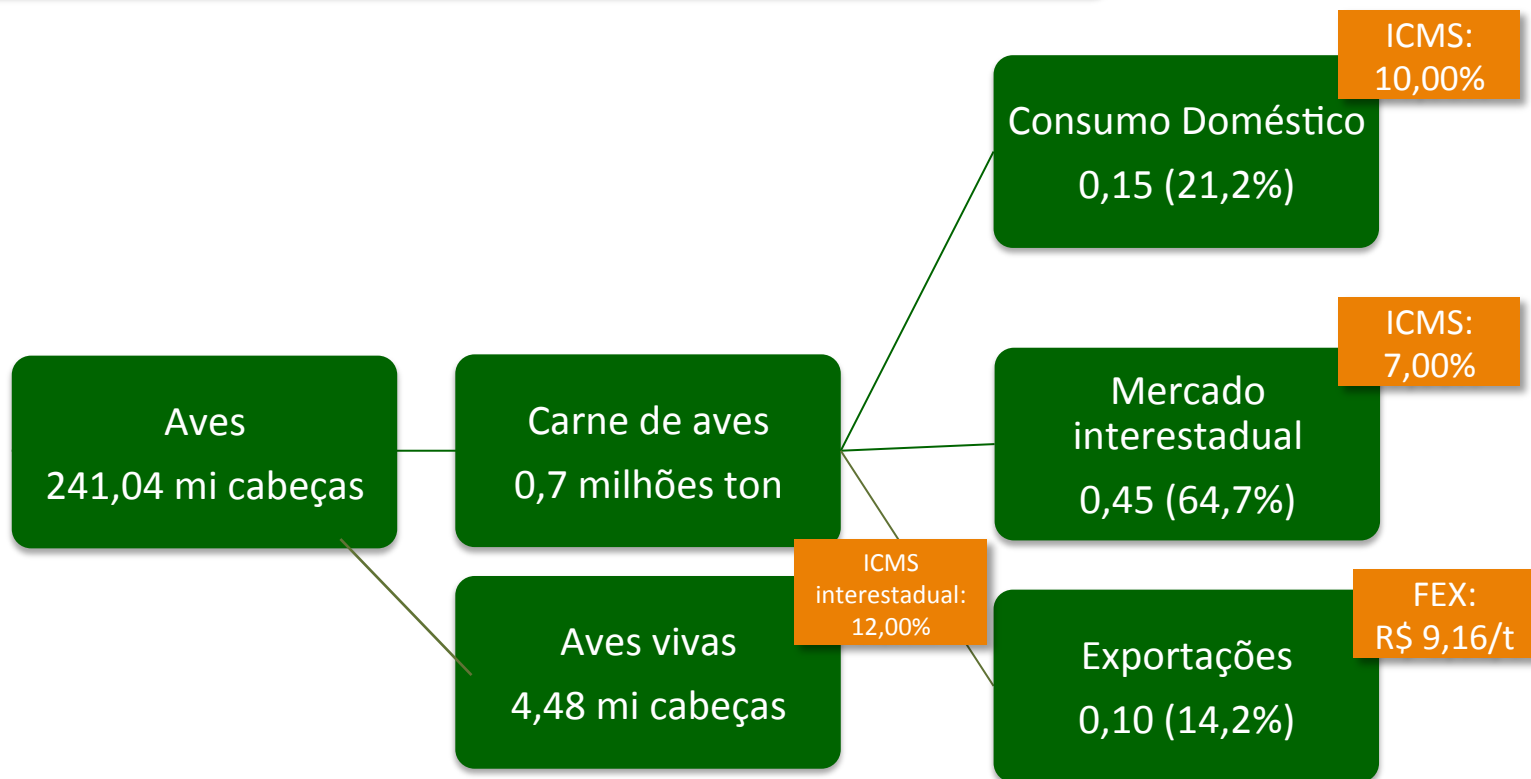 Aves
241,04 mi cabeças
Carne de aves
0,7 milhões ton
Aves vivas
4,48 mi cabeças
ICMS
interestadual:
12,00%
Consumo Doméstico
0,15 (21,2%)
ICMS:
10,00%
Mercado
interestadual
0,45 (64,7%)
ICMS:
7,00%
Exportações
0,10 (14,2%)
FEX:
R$ 9,16/t